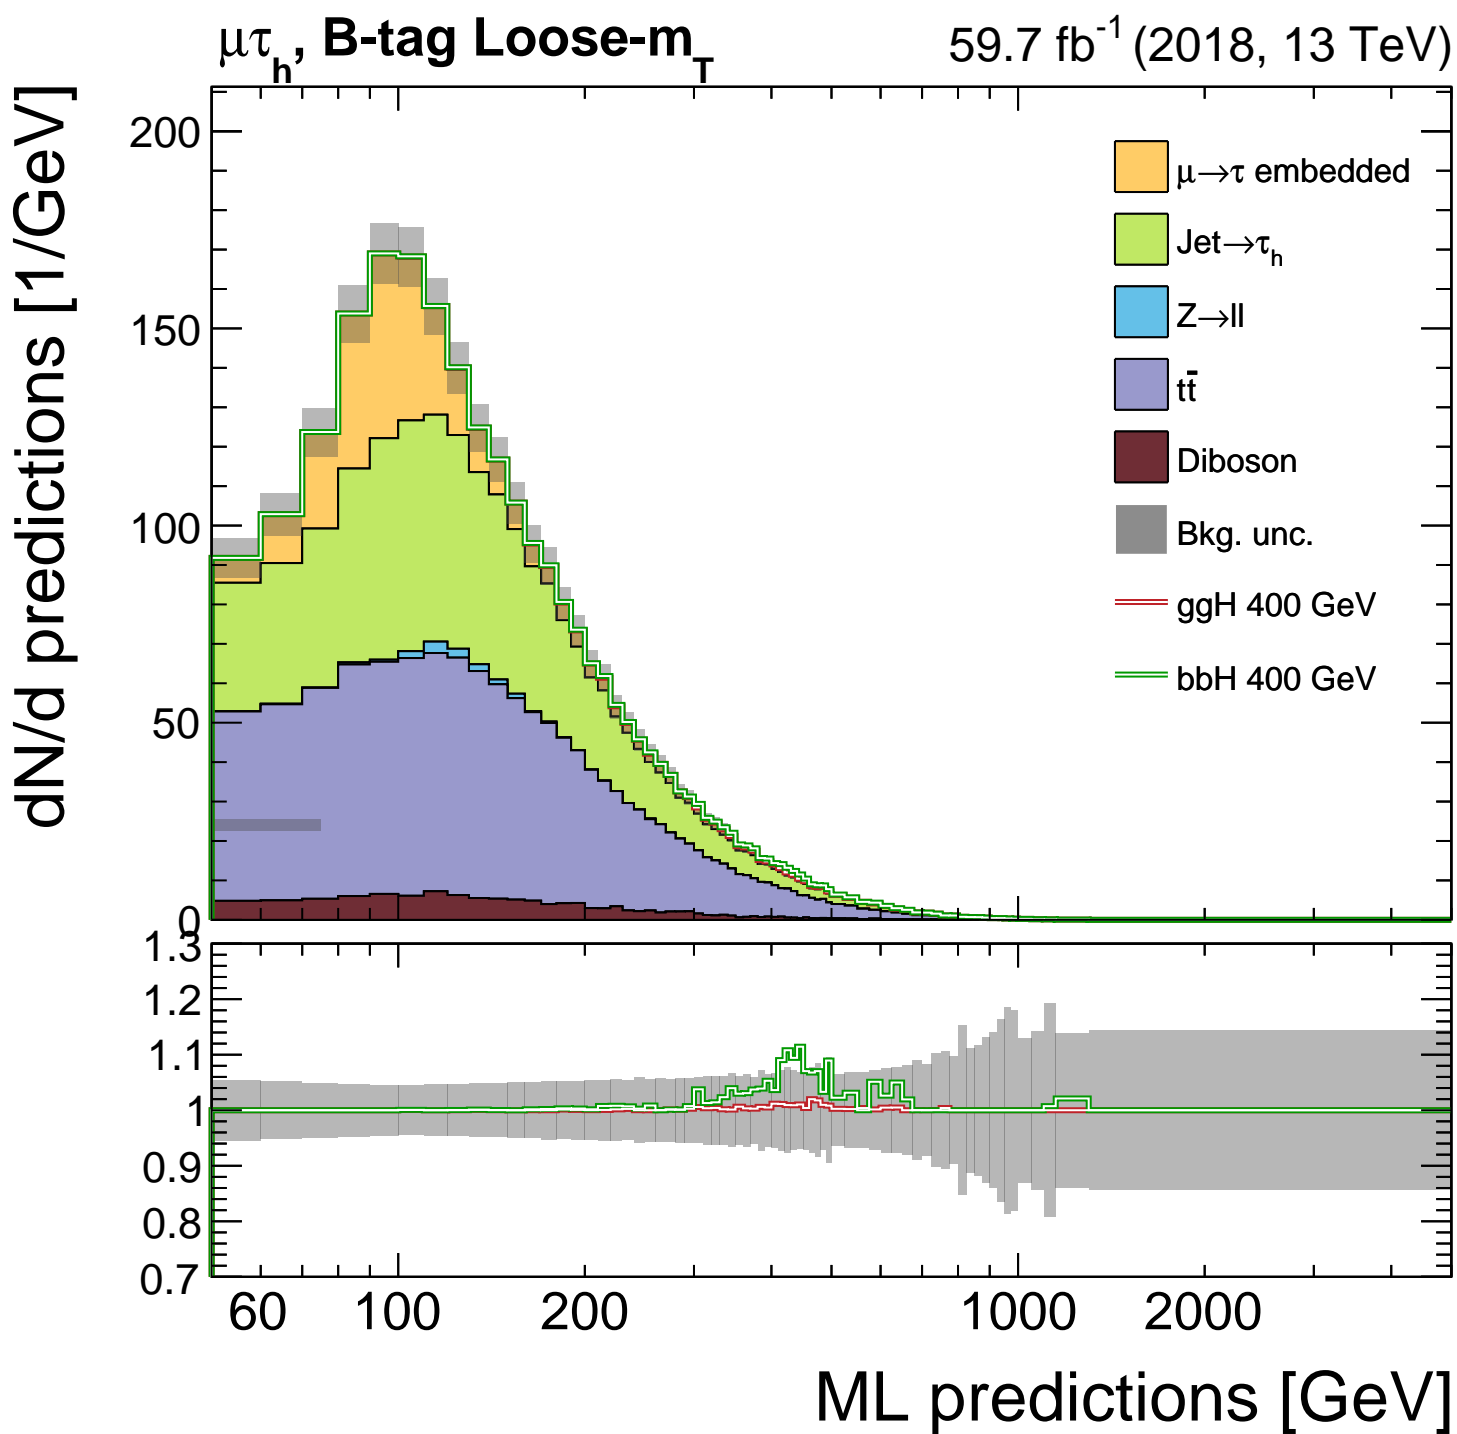 μτh, B-tag Loose-mT
59.7 fb-1 (2018, 13 TeV)
dN/d predictions [1/GeV]
200
150
100
50
0
μ→τ embedded
Jet→τh
Z→ll
tt̄
Diboson
Bkg. unc.
ggH 400 GeV
bbH 400 GeV
1.3
1.2
1.1
1
0.9
0.8
0.7
60 100 200 1000 2000
ML predictions [GeV]